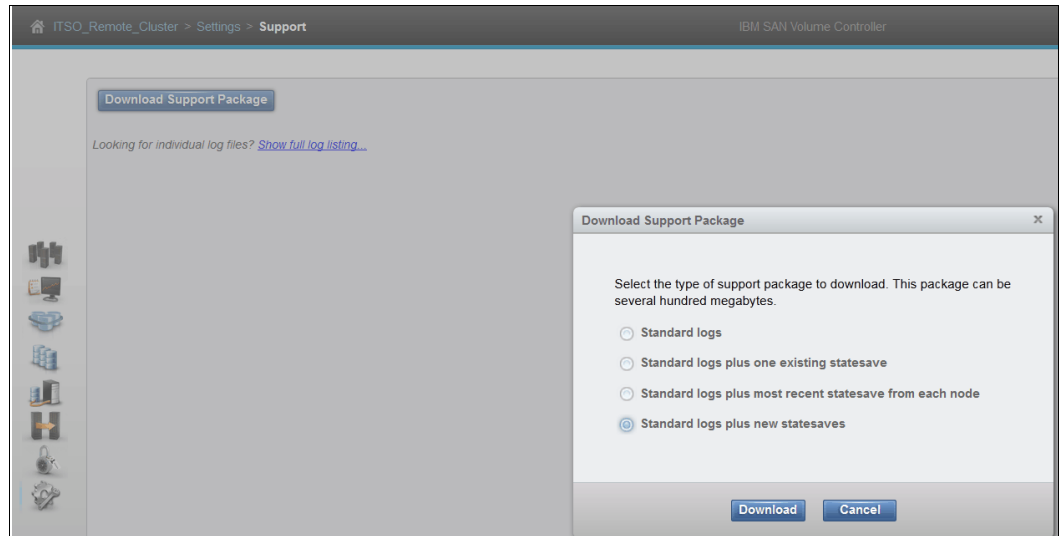 ITSO_Remote_Cluster > Settings > Support
IBM SAN Volume Controller
Download Support Package
Looking for individual log files? Show full log listing...
Download Support Package
x
Select the type of support package to download. This package can be
several hundred megabytes.
Standard logs
Standard logs plus one existing statesave
Standard logs plus most recent statesave from each node
Standard logs plus new statesaves
Download
Cancel